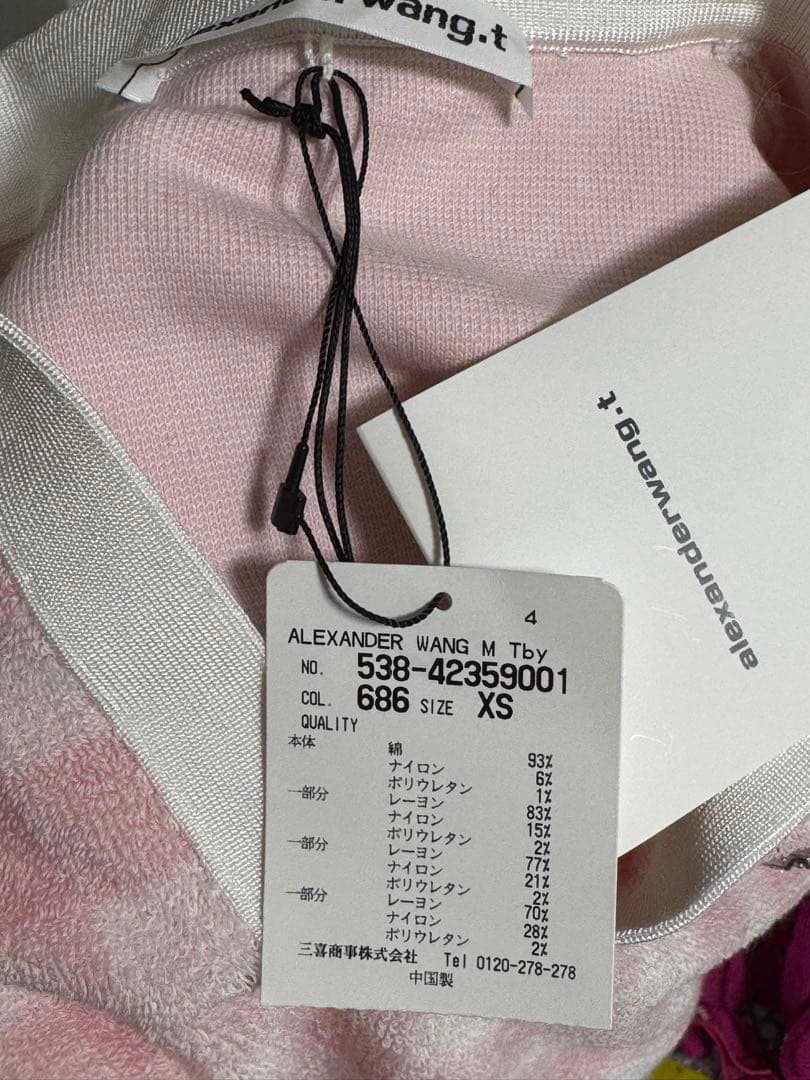 alexanderwang.t
alexanderwang.t
4
ALEXANDER WANG M Tby
NO. 538-42359001
COL. 686 SIZE XS
QUALITY
本体 綿 93%
ナイロン 6%
ポリウレタン 1%
一部分 レーヨン 83%
ナイロン 15%
ポリウレタン 2%
一部分 レーヨン 77%
ナイロン 21%
ポリウレタン 2%
一部分 レーヨン 70%
ナイロン 28%
ポリウレタン 2%
三喜商事株式会社 Tel 0120-278-278
中国製